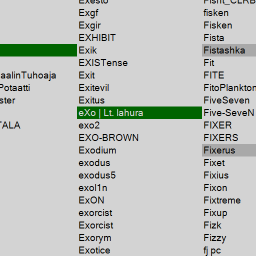 aalinTuhoaja
Potaatti
ster
TALA
Exesto
Exgf
Exgir
EXHIBIT
Exik
EXISTense
Exit
Exitevil
Exitus
eXo | Lt. Iahura
exo2
EXO-BROWN
Exodium
exodus
exodus5
exol1n
ExON
exorcist
Exorcist
Exorym
Exotice
fisken
Fisken
Fista
Fistashka
Fit
FITE
FitoPlankton
FiveSeven
Five-SeveN
FIXER
FIXERS
Fixerus
Fixet
Fixius
Fixon
Fixtreme
Fixup
Fizk
Fizzy
fj pc